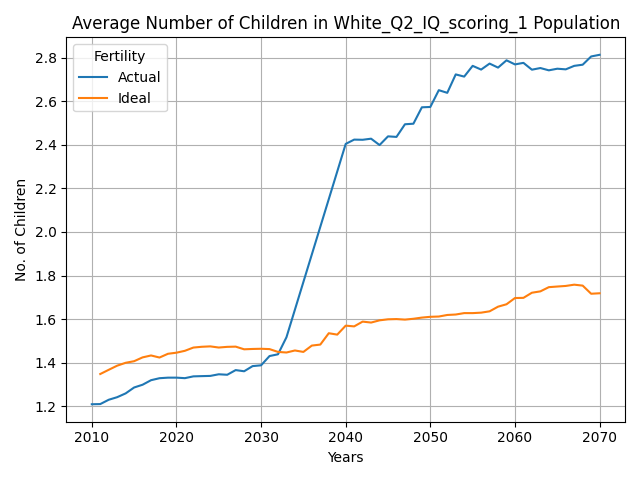 Average Number of Children in White_Q2_IQ_scoring_1 Population
Fertility
Actual
Ideal
No. of Children
2.8
2.6
2.4
2.2
2.0
1.8
1.6
1.4
1.2
2010 2020 2030 2040 2050 2060 2070
Years